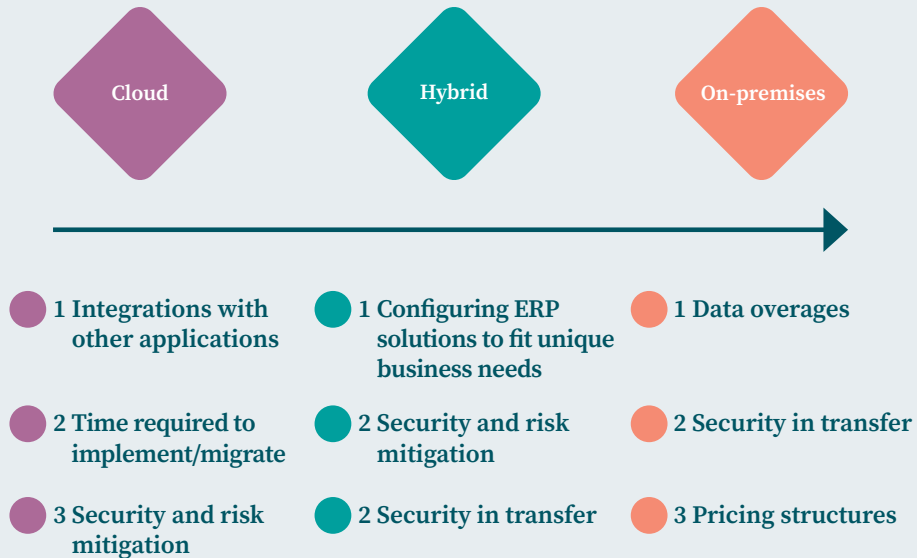 Cloud
Hybrid
On-premises
1 Integrations with
other applications
2 Time required to
implement/migrate
3 Security and risk
mitigation
1 Configuring ERP
solutions to fit unique
business needs
2 Security and risk
mitigation
2 Security in transfer
1 Data overages
2 Security in transfer
3 Pricing structures